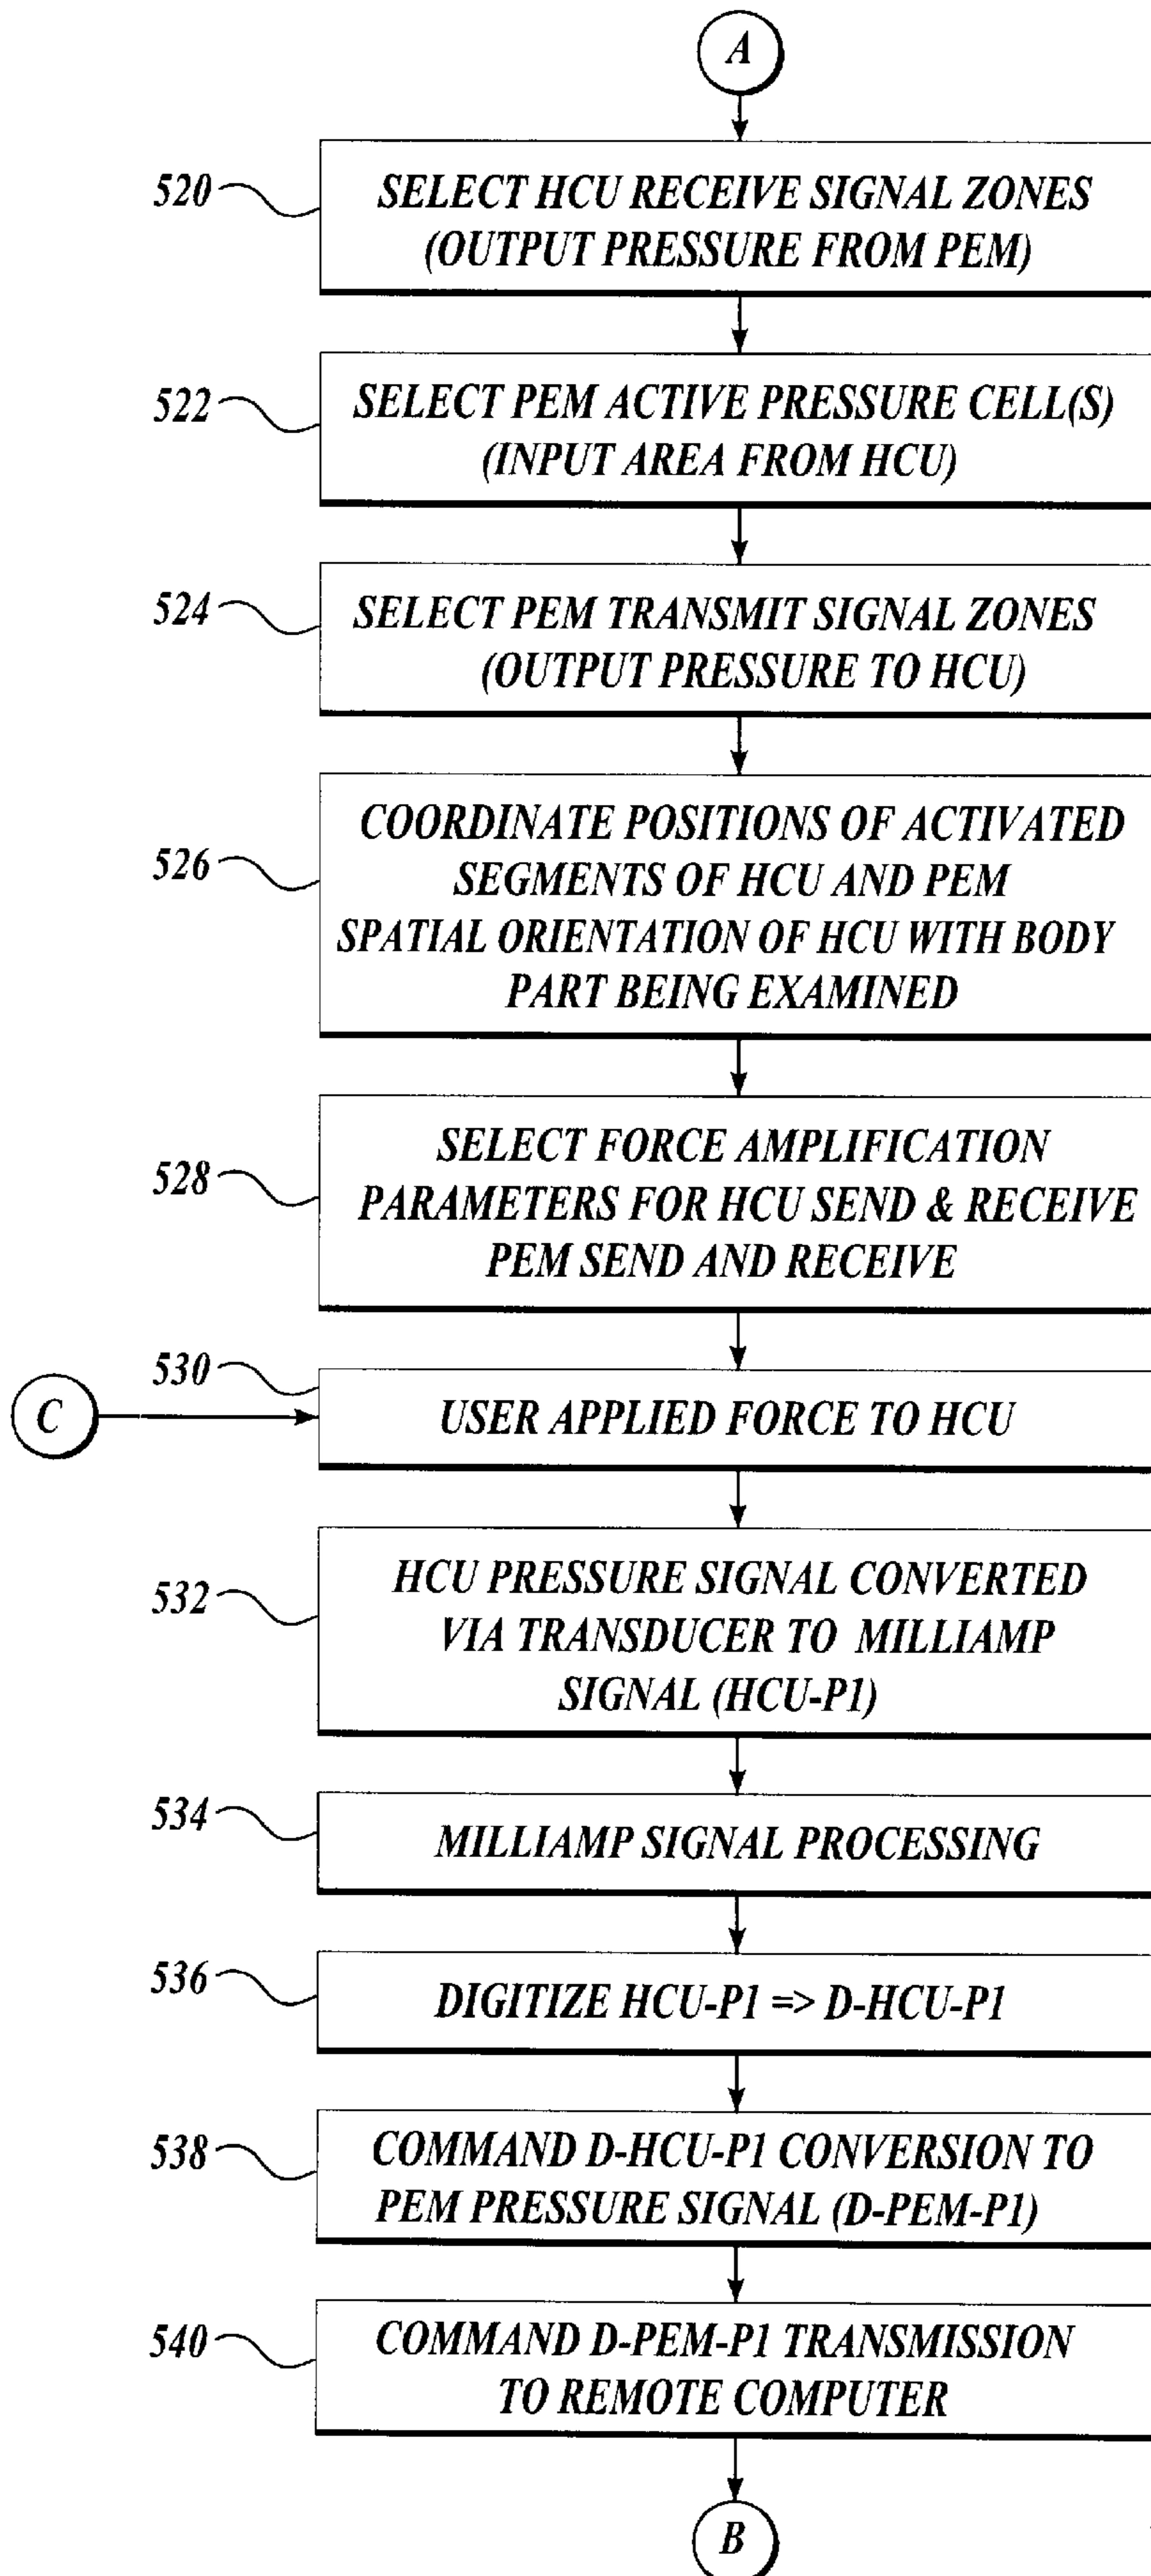 A
520
SELECT HCU RECEIVE SIGNAL ZONES
(OUTPUT PRESSURE FROM PEM)
522
SELECT PEM ACTIVE PRESSURE CELL(S)
(INPUT AREA FROM HCU)
524
SELECT PEM TRANSMIT SIGNAL ZONES
(OUTPUT PRESSURE TO HCU)
526
COORDINATE POSITIONS OF ACTIVATED
SEGMENTS OF HCU AND PEM
SPATIAL ORIENTATION OF HCU WITH BODY
PART BEING EXAMINED
528
SELECT FORCE AMPLIFICATION
PARAMETERS FOR HCU SEND & RECEIVE
PEM SEND AND RECEIVE
530
C
USER APPLIED FORCE TO HCU
532
HCU PRESSURE SIGNAL CONVERTED
VIA TRANSDUCER TO MILLIAMP
SIGNAL (HCU-P1)
534
MILLIAMP SIGNAL PROCESSING
536
DIGITIZE HCU-P1 => D-HCU-P1
538
COMMAND D-HCU-P1 CONVERSION TO
PEM PRESSURE SIGNAL (D-PEM-P1)
540
COMMAND D-PEM-P1 TRANSMISSION
TO REMOTE COMPUTER
B